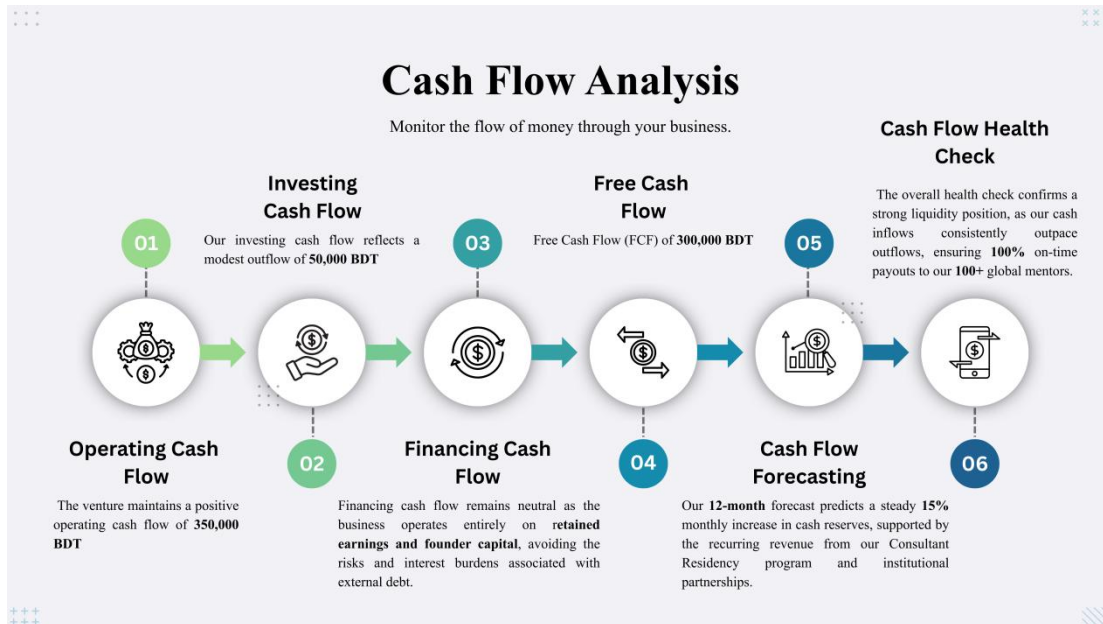 Cash Flow Analysis
Monitor the flow of money through your business.
01
Operating Cash
Flow
The venture maintains a positive
operating cash flow of 350,000
BDT
Investing
Cash Flow
Our investing cash flow reflects a
modest outflow of 50,000 BDT
02
03
Financing Cash
Flow
Financing cash flow remains neutral as the
business operates entirely on retained
earnings and founder capital, avoiding the
risks and interest burdens associated with
external debt.
Free Cash
Flow
Free Cash Flow (FCF) of 300,000 BDT
04
05
Cash Flow
Forecasting
Our 12-month forecast predicts a steady 15%
monthly increase in cash reserves, supported by
the recurring revenue from our Consultant
Residency program and institutional
partnerships.
Cash Flow Health
Check
The overall health check confirms a
strong liquidity position, as our cash
inflows consistently outpace
outflows, ensuring 100% on-time
payouts to our 100+ global mentors.
06